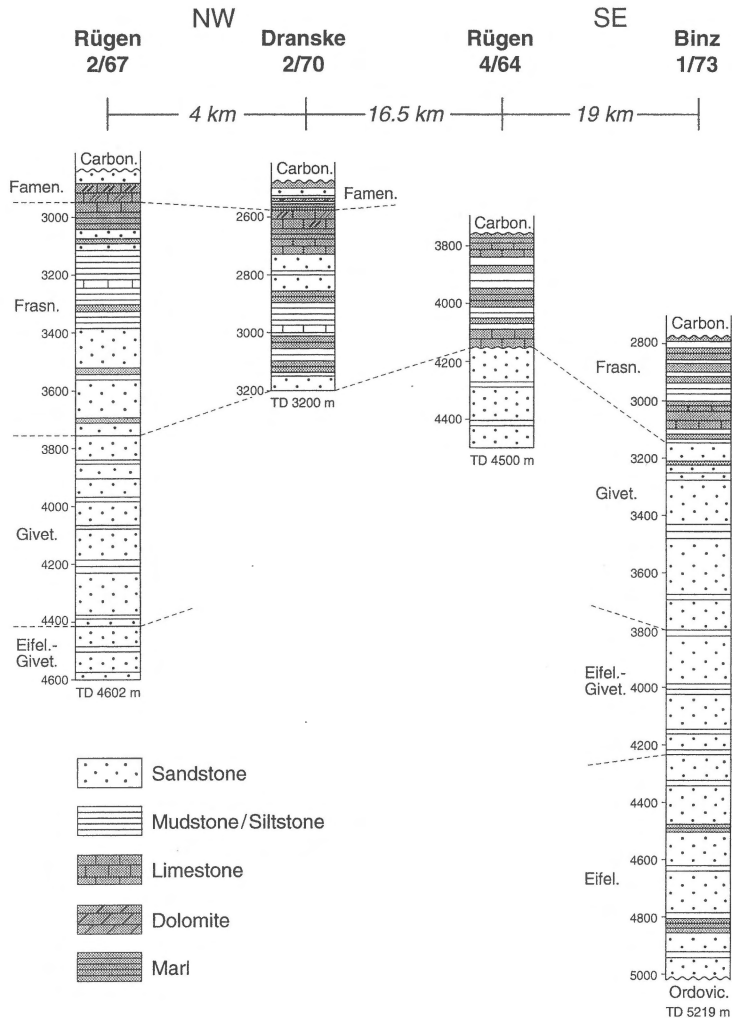 NW
SE
Rügen
2/67
Dranske
2/70
Rügen
4/64
Binz
1/73
4 km
16.5 km
19 km
Carbon.
Famen.
3000
3200
Frasn.
3400
3600
3800
4000
Givet.
4200
4400
Eifel.-
Givet.
4600
TD 4602 m
Carbon.
Famen.
2600
2800
3000
3200
TD 3200 m
Carbon.
3800
4000
4200
4400
TD 4500 m
Carbon.
2800
Frasn.
3000
3200
Givet.
3400
3600
3800
Eifel.-
Givet.
4000
4200
4400
4600
Eifel.
4800
5000
Ordovic.
TD 5219 m
Sandstone
Mudstone/Siltstone
Limestone
Dolomite
Marl